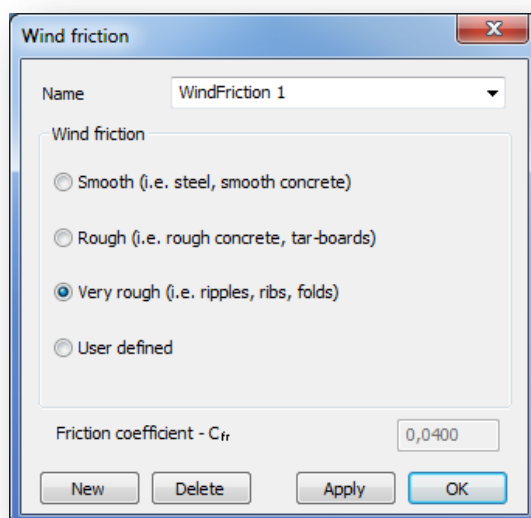 Wind friction
Name WindFriction 1
Wind friction
Smooth (i.e. steel, smooth concrete)
Rough (i.e. rough concrete, tar-boards)
Very rough (i.e. ripples, ribs, folds)
User defined
Friction coefficient - Cfr 0,0400
New Delete Apply OK